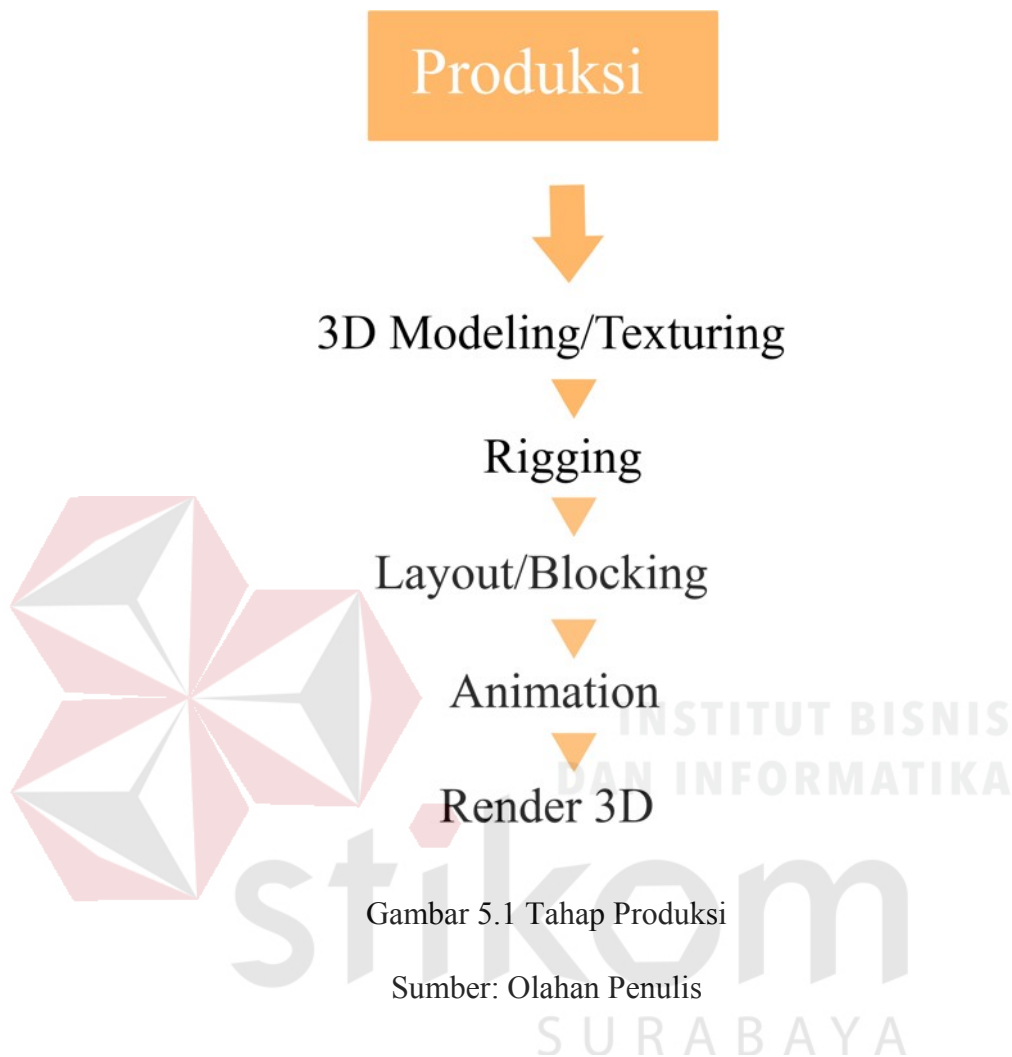 Produksi
3D Modeling/Texturing
Rigging
Layout/Blocking
Animation
INSTITUT BISNIS
DAN INFORMATIKA
Render 3D
stikom
Gambar 5.1 Tahap Produksi
Sumber: Olahan Penulis
SURABAYA